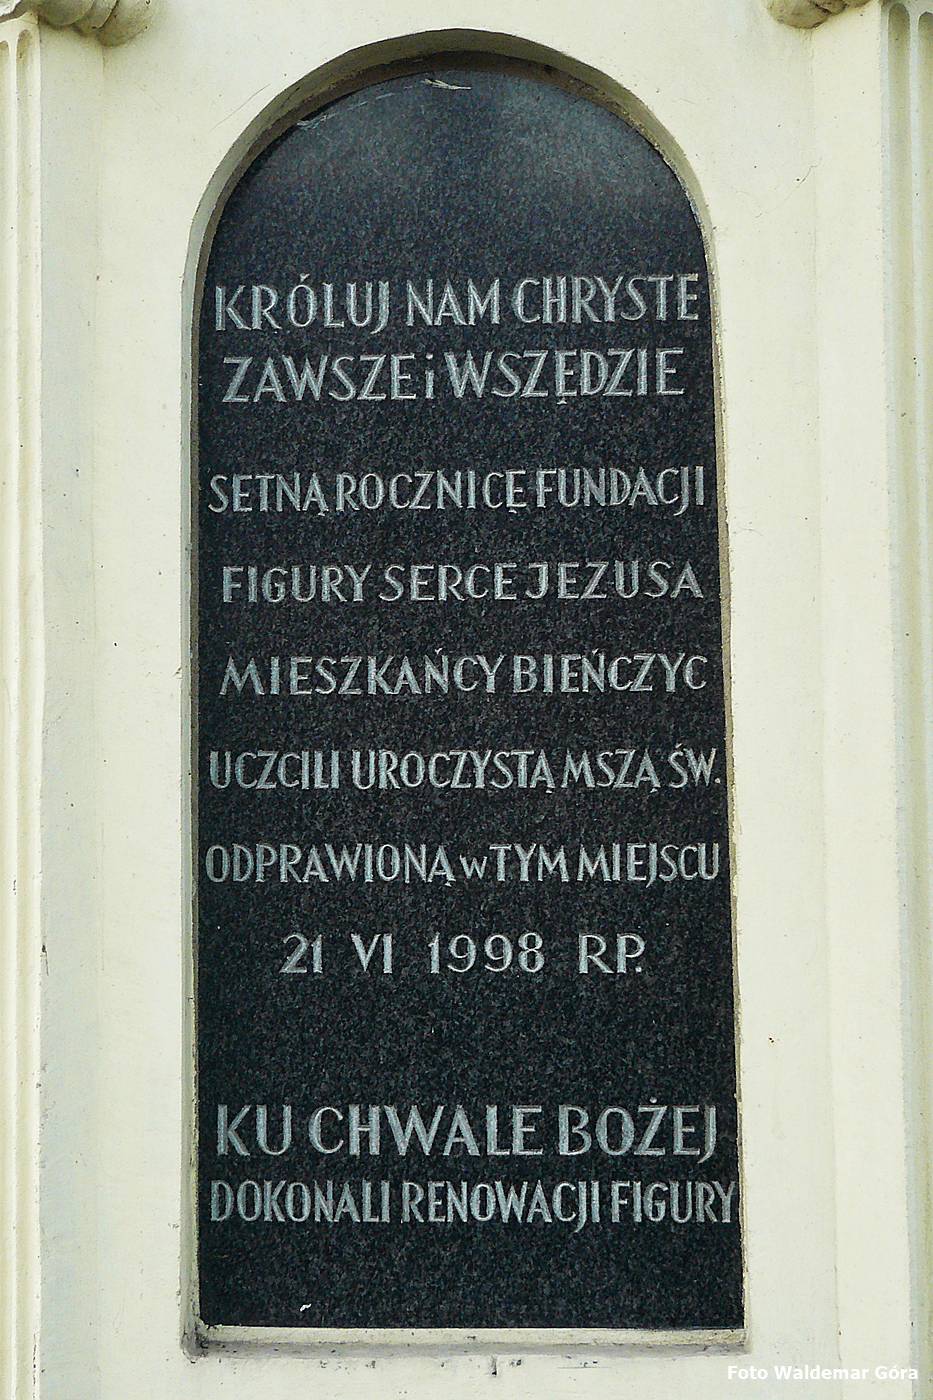 KRÓLUJ NAM CHRYSTE
ZAWSZE i WSZĘDZIE
SETNĄ ROCZNICĘ FUNDACJI
FIGURY SERCE JEZUSA
MIESZKAŃCY BIEŃCZYC
UCZCILI UROCZYSTĄ MSZĄ ŚW.
ODPRAWIONĄ w TYM MIEJSCU
21 VI 1998 RP.
KU CHWALE BOŻEJ
DOKONALI RENOWACJI FIGURY
Foto Waldemar Góra